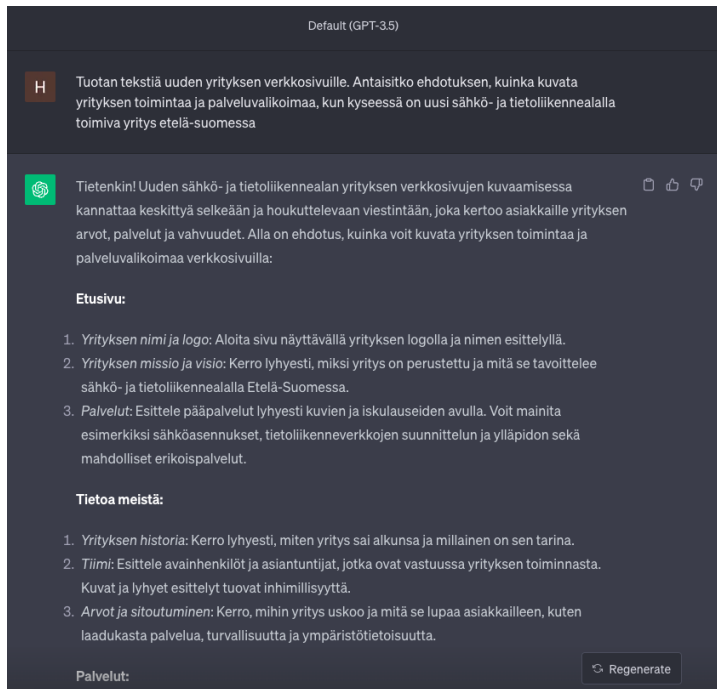 Default (GPT-3.5)
H
Tuotan tekstiä uuden yrityksen verkkosivuille. Antaisitko ehdotuksen, kuinka kuvata
yrityksen toimintaa ja palveluvalikoimaa, kun kyseessä on uusi sähkö- ja tietoliikennealalla
toimiva yritys etelä-suomessa
Tietenkin! Uuden sähkö- ja tietoliikennealan yrityksen verkkosivujen kuvaamisessa
kannattaa keskittyä selkeään ja houkuttelevaan viestintään, joka kertoo asiakkaille yrityksen
arvot, palvelut ja vahvuudet. Alla on ehdotus, kuinka voit kuvata yrityksen toimintaa ja
palveluvalikoimaa verkkosivuilla:
Etusivu:
1. Yrityksen nimi ja logo: Aloita sivu näyttävällä yrityksen logolla ja nimen esittelyllä.
2. Yrityksen missio ja visio: Kerro lyhyesti, miksi yritys on perustettu ja mitä se tavoittelee
sähkö- ja tietoliikennealalla Etelä-Suomessa.
3. Palvelut: Esittele pääpalvelut lyhyesti kuvien ja iskulauseiden avulla. Voit mainita
esimerkiksi sähköasennukset, tietoliikenneverkkojen suunnittelun ja ylläpidon sekä
mahdolliset erikoispalvelut.
Tietoa meistä:
1. Yrityksen historia: Kerro lyhyesti, miten yritys sai alkunsa ja millainen on sen tarina.
2. Tiimi: Esittele avainhenkilöt ja asiantuntijat, jotka ovat vastuussa yrityksen toiminnasta.
Kuvat ja lyhyet esittelyt tuovat inhimillisyyttä.
3. Arvot ja sitoutuminen: Kerro, mihin yritys uskoo ja mitä se lupaa asiakkailleen, kuten
laadukasta palvelua, turvallisuutta ja ympäristötietoisuutta.
Palvelut:
Regenerate